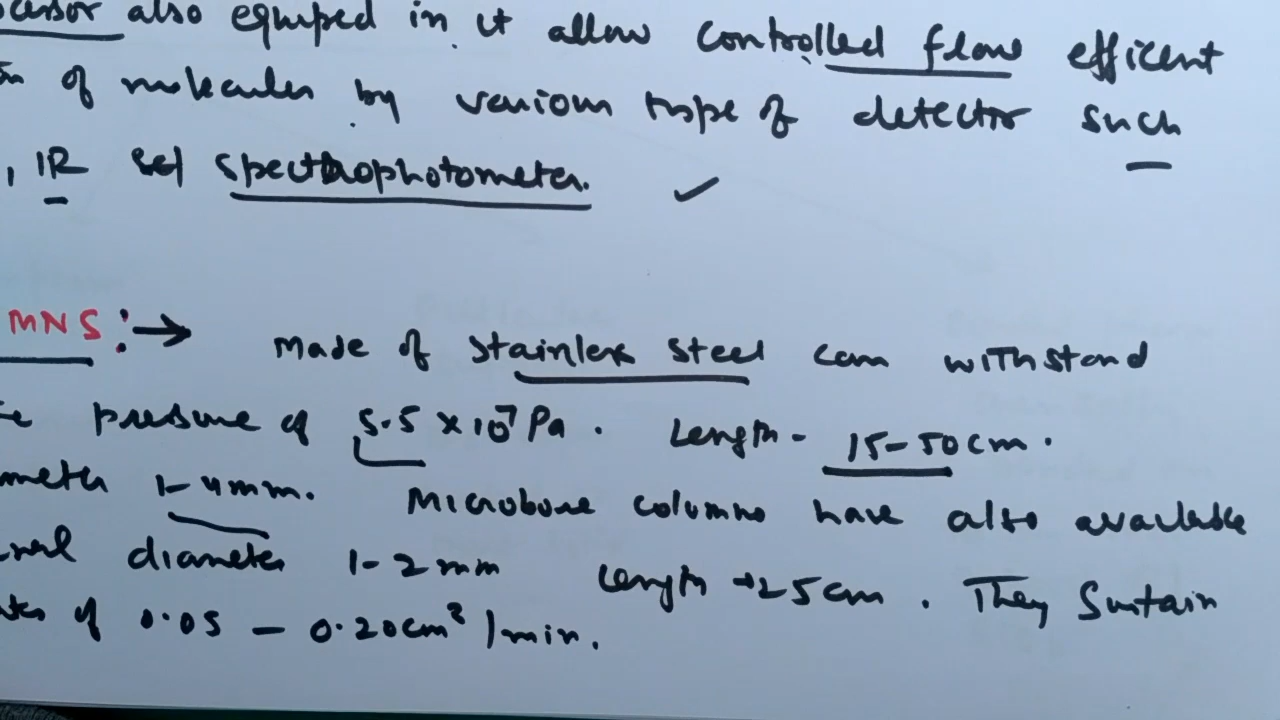 also equiped in it allow controlled flow efficent
of molecules by various type of detector such
, IR spectrophotometer.
MNS :→ made of stainless steel can withstand
pressure of 5.5 × 10⁷ Pa . Length - 15-50cm .
meter 1-4mm. Microbore columns have also available
diameter 1-2mm length → 25cm . They sustain
of 0.05 - 0.20cm³ /min.